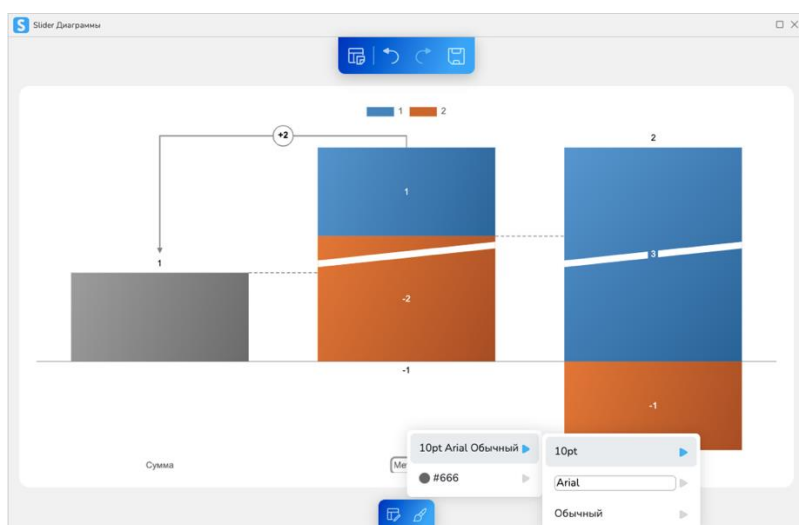 Slider Диаграммы
1 2
+2
2
1
1
3
-2
-1
-1
10pt Arial Обычный
10pt
Сумма
#666
Arial
Обычный